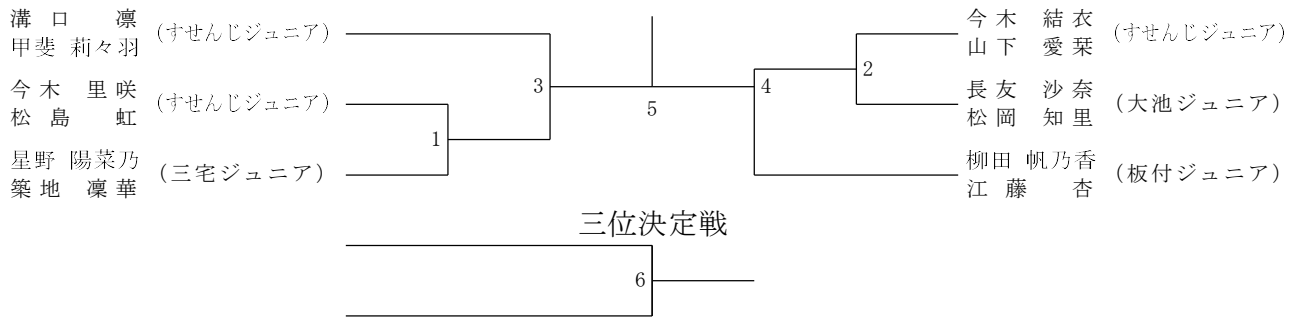 溝口 凛
甲斐 莉々羽
(すせんじジュニア)
今木 里咲
松島 虹
(すせんじジュニア)
星野 陽菜乃
築地 凜華
(三宅ジュニア)
1
3
5
4
2
今木 結衣
山下 愛栞
(すせんじジュニア)
長友 沙奈
松岡 知里
(大池ジュニア)
柳田 帆乃香
江藤 杏
(板付ジュニア)
三位決定戦
6